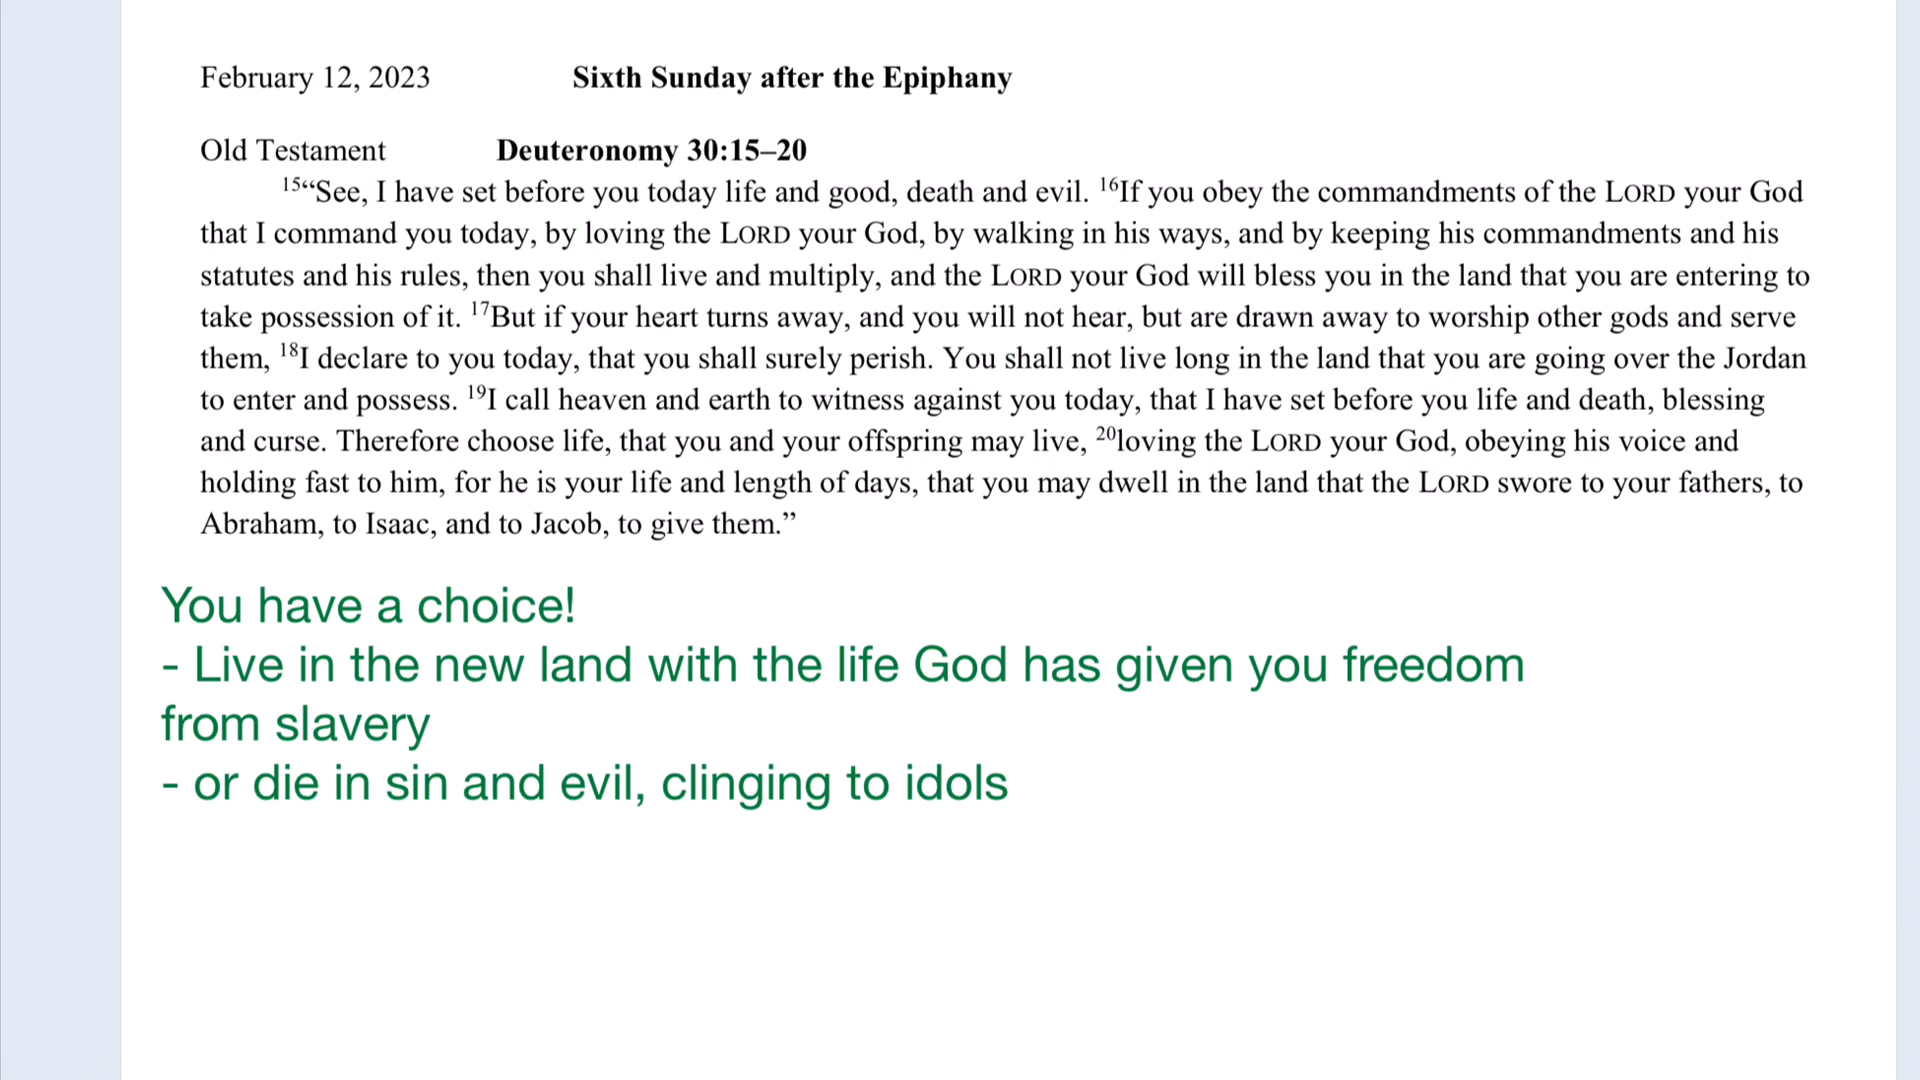 February 12, 2023 Sixth Sunday after the Epiphany
Old Testament Deuteronomy 30:15–20
15“See, I have set before you today life and good, death and evil. 16If you obey the commandments of the LORD your God
that I command you today, by loving the LORD your God, by walking in his ways, and by keeping his commandments and his
statutes and his rules, then you shall live and multiply, and the LORD your God will bless you in the land that you are entering to
take possession of it. 17But if your heart turns away, and you will not hear, but are drawn away to worship other gods and serve
them, 18I declare to you today, that you shall surely perish. You shall not live long in the land that you are going over the Jordan
to enter and possess. 19I call heaven and earth to witness against you today, that I have set before you life and death, blessing
and curse. Therefore choose life, that you and your offspring may live, 20loving the LORD your God, obeying his voice and
holding fast to him, for he is your life and length of days, that you may dwell in the land that the LORD swore to your fathers, to
Abraham, to Isaac, and to Jacob, to give them.”
You have a choice!
- Live in the new land with the life God has given you freedom
from slavery
- or die in sin and evil, clinging to idols